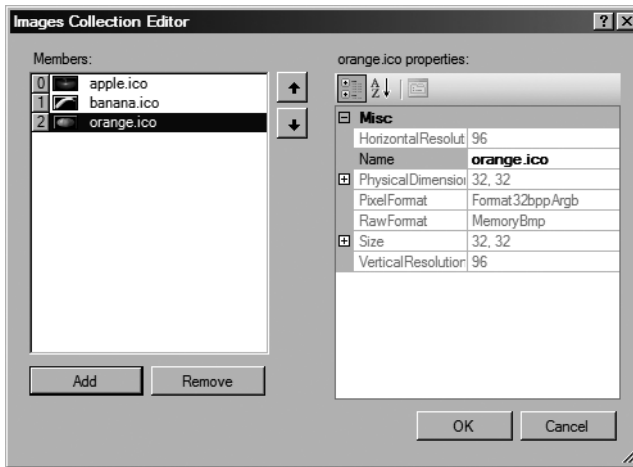 Images Collection Editor
Members:
0 apple.ico
1 banana.ico
2 orange.ico
Add
Remove
orange.ico properties:
Misc
HorizontalResolut 96
Name orange.ico
PhysicalDimension 32, 32
PixelFormat Format32bppArgb
RawFormat MemoryBmp
Size 32, 32
VerticalResolution 96
OK
Cancel